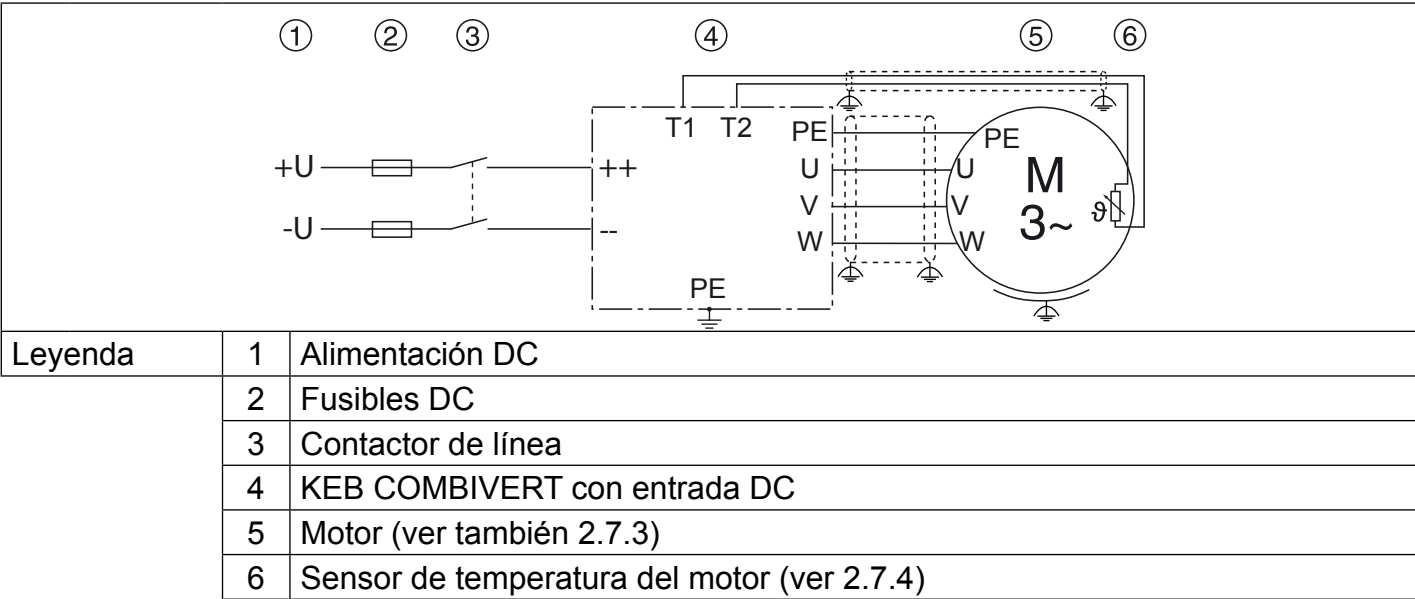 ① ② ③ ④ ⑤ ⑥
T1 T2 PE PE
+U ++ U U M
V V 3~ ϑ
-U -- W W
PE
Leyenda 1 Alimentación DC
2 Fusibles DC
3 Contactor de línea
4 KEB COMBIVERT con entrada DC
5 Motor (ver también 2.7.3)
6 Sensor de temperatura del motor (ver 2.7.4)